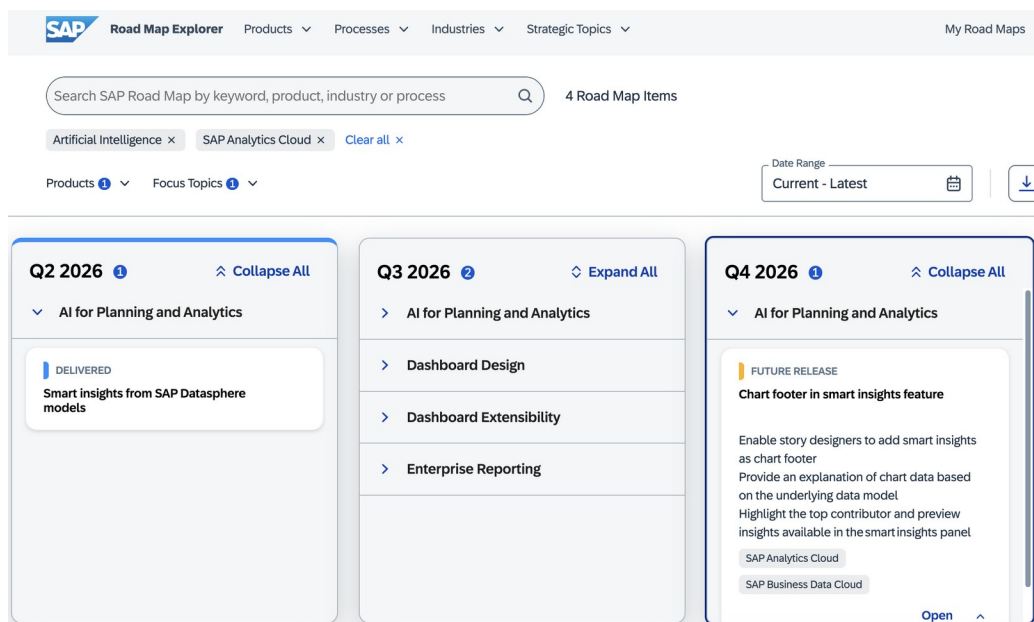 SAP Road Map Explorer Products Processes Industries Strategic Topics My Road Maps
Search SAP Road Map by keyword, product, industry or process 4 Road Map Items
Artificial Intelligence × SAP Analytics Cloud × Clear all ×
Products 1 Focus Topics 1
Date Range
Current - Latest
Q2 2026 1 Collapse All
AI for Planning and Analytics
DELIVERED
Smart insights from SAP Datasphere
models
Q3 2026 2 Expand All
AI for Planning and Analytics
Dashboard Design
Dashboard Extensibility
Enterprise Reporting
Q4 2026 1 Collapse All
AI for Planning and Analytics
FUTURE RELEASE
Chart footer in smart insights feature
Enable story designers to add smart insights
as chart footer
Provide an explanation of chart data based
on the underlying data model
Highlight the top contributor and preview
insights available in the smart insights panel
SAP Analytics Cloud
SAP Business Data Cloud
Open